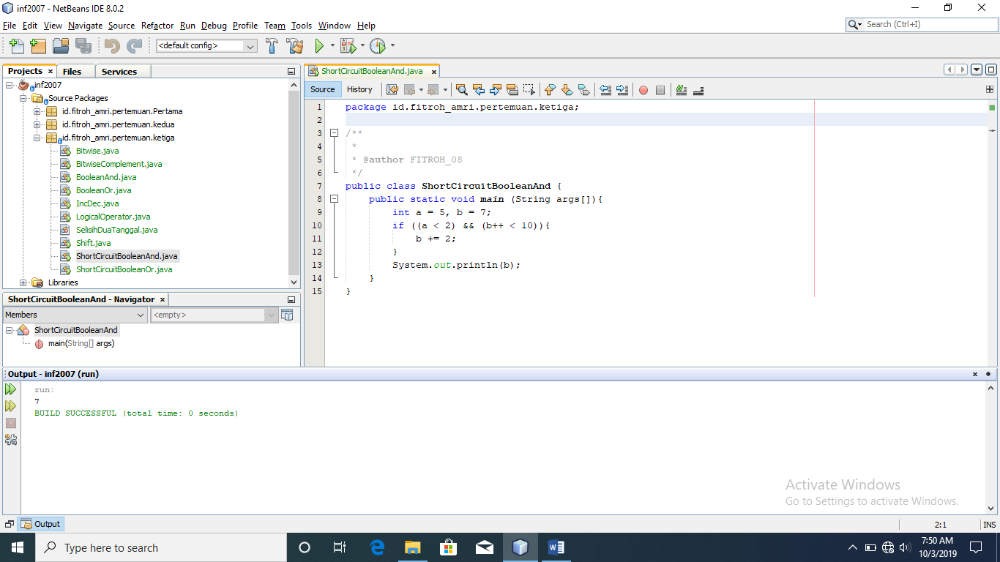 inf2007 - NetBeans IDE 8.0.2
File Edit View Navigate Source Refactor Run Debug Profile Team Tools Window Help
Search (Ctrl+I)
<default config>
Projects Files Services
inf2007
Source Packages
id.fitroh_amri.pertemuan.Pertama
id.fitroh_amri.pertemuan.kedua
id.fitroh_amri.pertemuan.ketiga
Bitwise.java
BitwiseComplement.java
BooleanAnd.java
BooleanOr.java
IncDec.java
LogicalOperator.java
SelisihDuaTanggal.java
Shift.java
ShortCircuitBooleanAnd.java
ShortCircuitBooleanOr.java
Libraries
ShortCircuitBooleanAnd - Navigator
Members <empty>
ShortCircuitBooleanAnd
main(String[] args)
ShortCircuitBooleanAnd.java
Source History
1 package id.fitroh_amri.pertemuan.ketiga;
2
3 /**
4 *
5 * @author FITROH_08
6 */
7 public class ShortCircuitBooleanAnd {
8 public static void main (String args[]){
9 int a = 5, b = 7;
10 if ((a < 2) && (b++ < 10)){
11 b += 2;
12 }
13 System.out.println(b);
14 }
15 }
Output - inf2007 (run)
run:
7
BUILD SUCCESSFUL (total time: 0 seconds)
Activate Windows
Go to Settings to activate Windows.
Output
2:1 INS
Type here to search
7:50 AM
10/3/2019